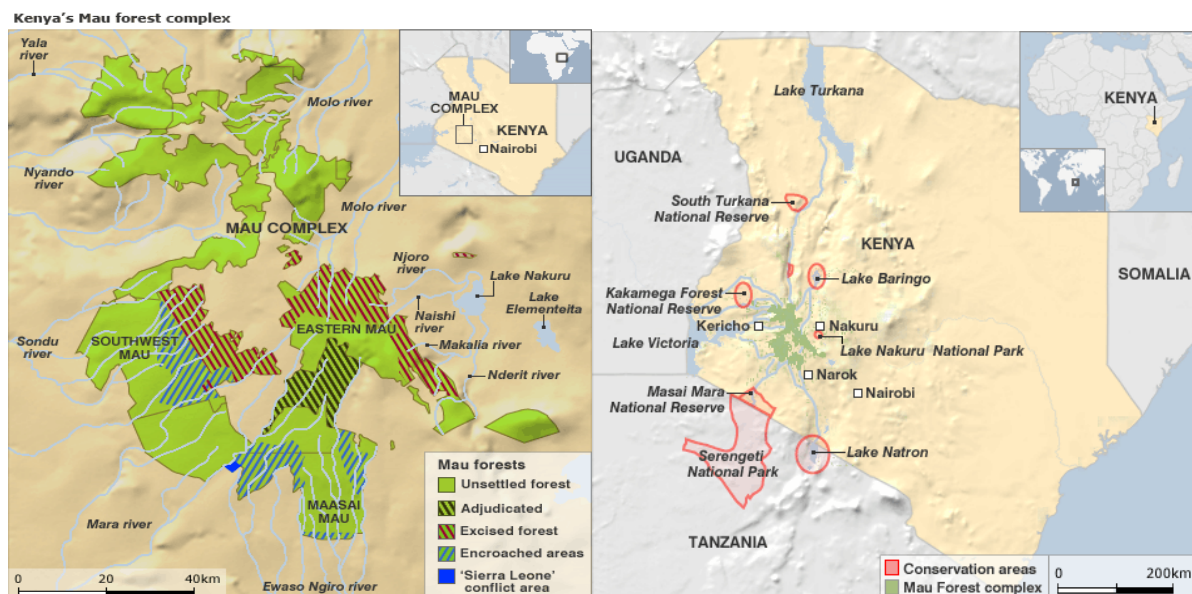 Kenya's Mau forest complex
Yala
river
Molo river
MAU
COMPLEX
KENYA
Nairobi
Nyando
river
Molo river
MAU COMPLEX
Njoro
river
Lake Nakuru
Lake
Elementeita
Naishi
river
EASTERN MAU
Makalia river
Sondu
river
SOUTHWEST
MAU
Nderit river
Mara river
MAASAI
MAU
Ewaso Ngiro river
Mau forests
Unsettled forest
Adjudicated
Excised forest
Encroached areas
'Sierra Leone'
conflict area
0 20 40km
Lake Turkana
KENYA
UGANDA
South Turkana
National Reserve
KENYA
SOMALIA
Lake Baringo
Kakamega Forest
National Reserve
Kericho
Nakuru
Lake Victoria
Lake Nakuru National Park
Narok
Masai Mara
National Reserve
Nairobi
Serengeti
National Park
Lake Natron
TANZANIA
Conservation areas
Mau Forest complex
0 200km